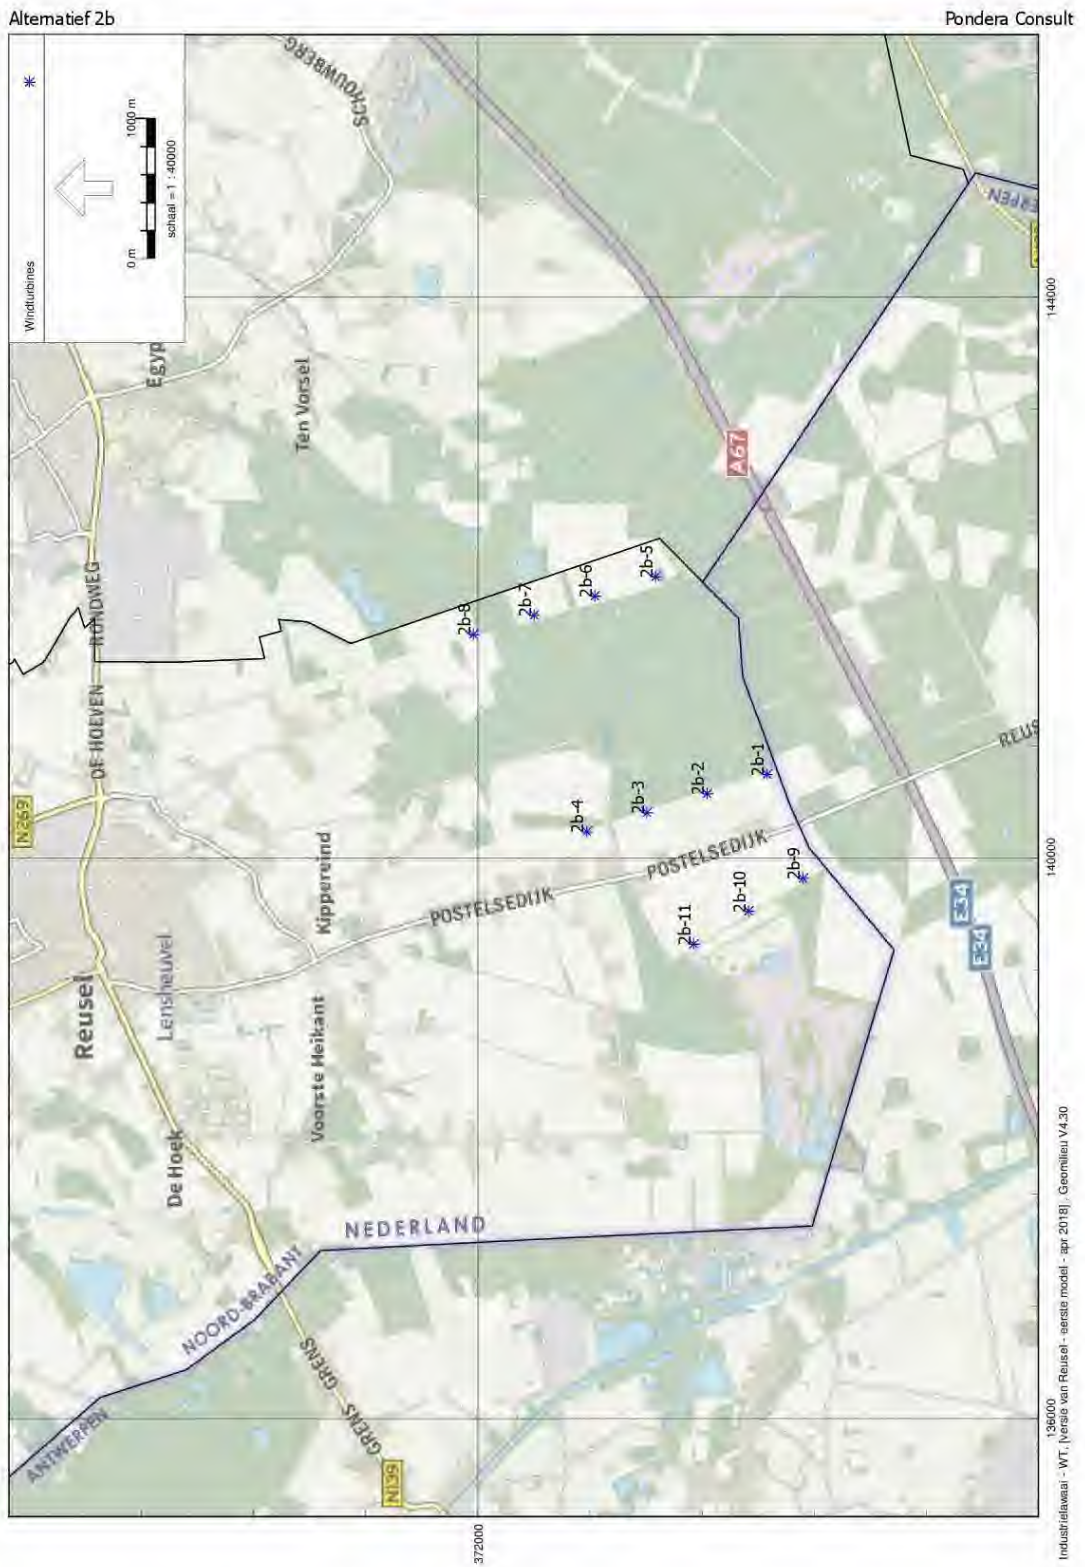 Alternatief 2b
Pondera Consult
Windturbines
0 m
1000 m
schaal = 1 : 40000
SCHOUWBERG
Egyp
Ten Vorsel
RONDWEG
DE HOEVEN
N269
Reusel
Lensheuvel
Kippereind
Voorste Heikant
De Hoek
POSTELSEDIJK
POSTELSEDIJK
2b-8
2b-7
2b-6
2b-5
2b-4
2b-3
2b-2
2b-1
2b-11
2b-10
2b-9
A67
E34
E34
REUS
ERPEN
NEDERLAND
NOORD-BRABANT
ANTWERPEN
GRENS
GRENS
N139
372000
136000
140000
144000
Industrielawaai - WT, [versie van Reusel - eerste model - apr 2018] , Geomilieu V4.30